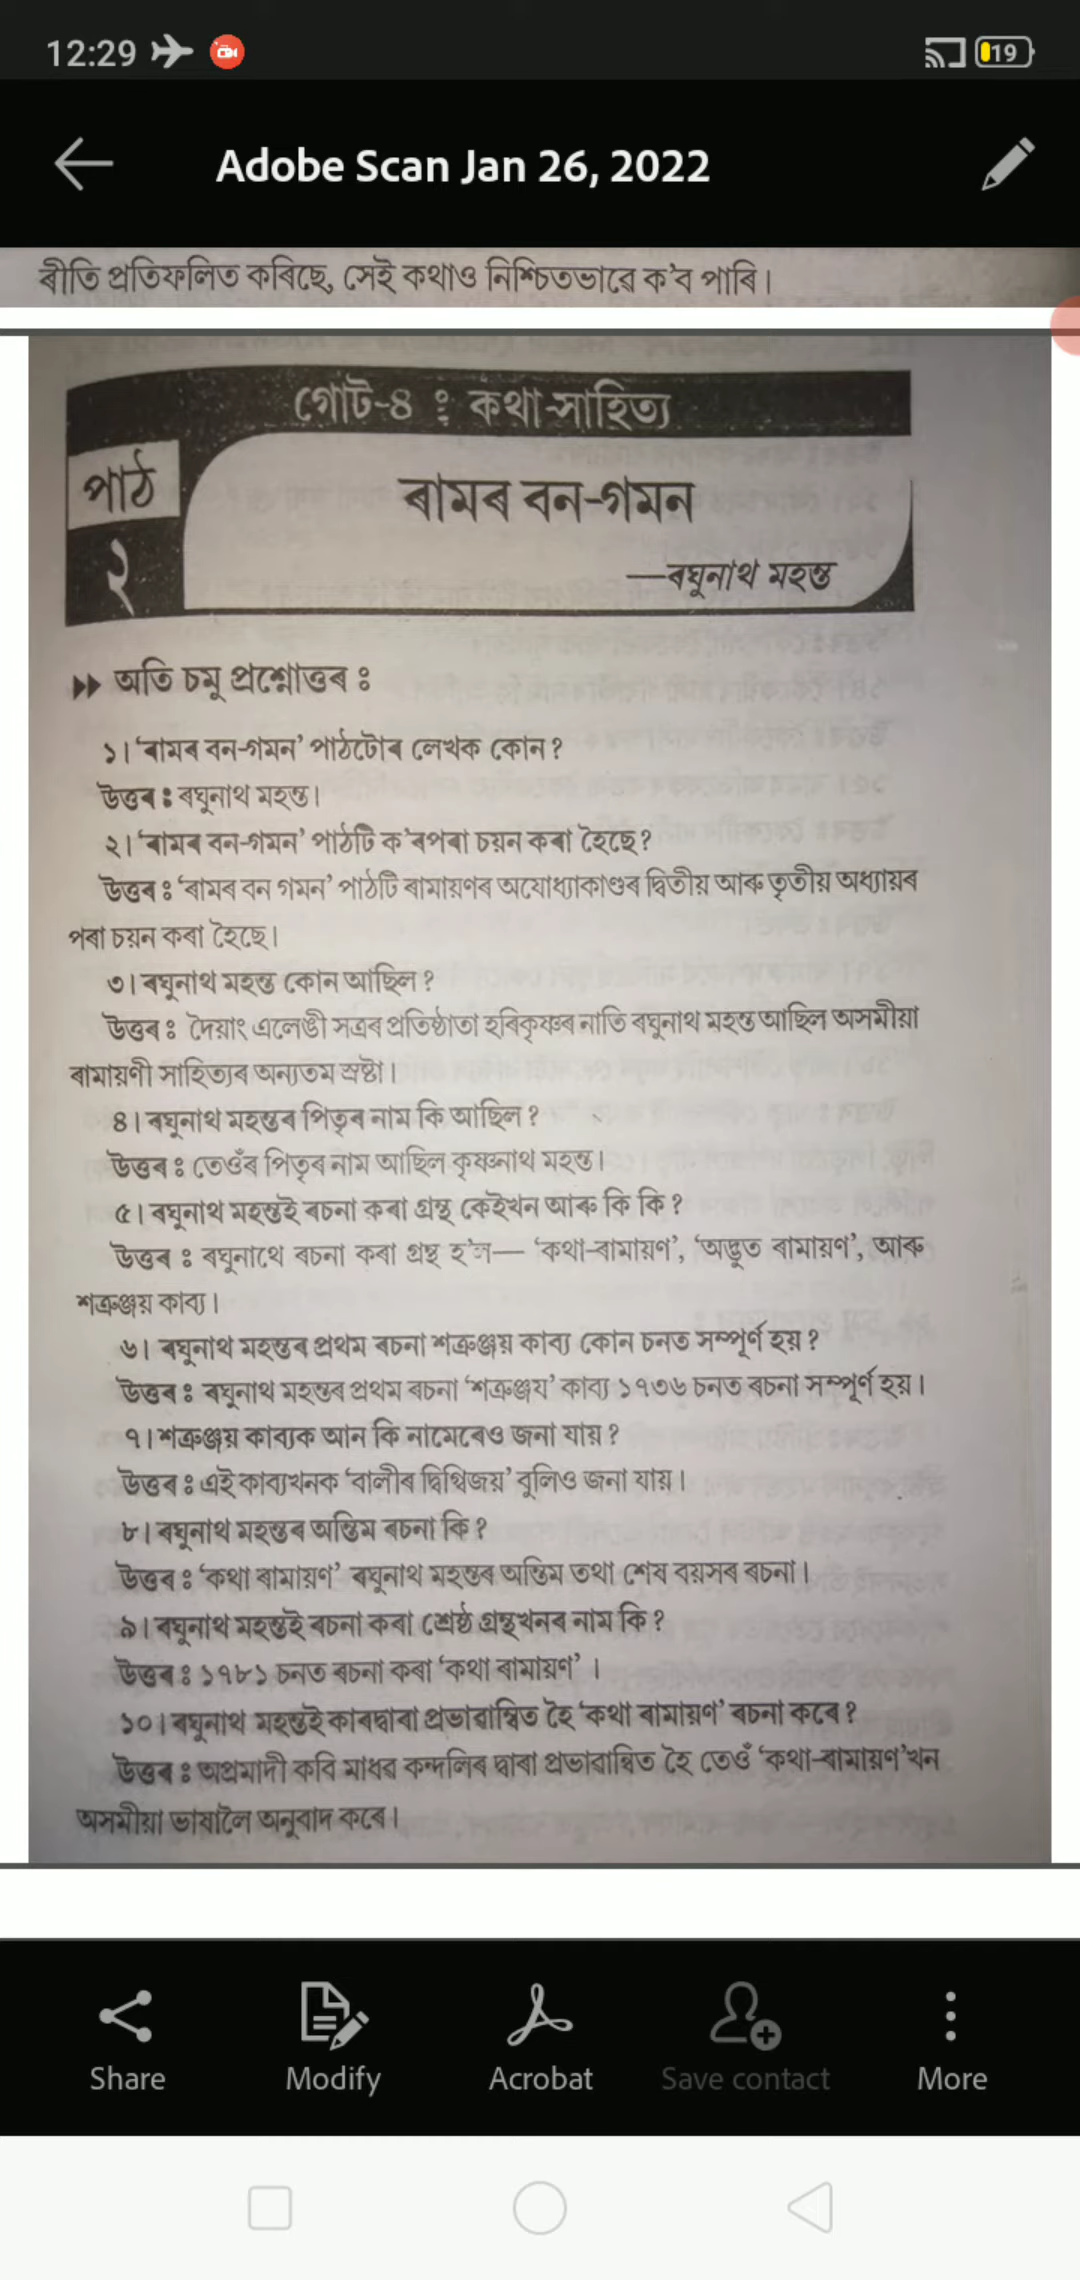 12:29
19
Adobe Scan Jan 26, 2022
ৰীতি প্ৰতিফলিত কৰিছে, সেই কথাও নিশ্চিতভাৱে ক'ব পাৰি।
গোট-৪ ঃ কথা-সাহিত্য
পাঠ
২
ৰামৰ বন-গমন
—ৰঘুনাথ মহন্ত
অতি চমু প্ৰশ্নোত্তৰ ঃ
১। 'ৰামৰ বন-গমন' পাঠটোৰ লেখক কোন?
উত্তৰ ঃ ৰঘুনাথ মহন্ত।
২। 'ৰামৰ বন-গমন' পাঠটি ক'ৰপৰা চয়ন কৰা হৈছে?
উত্তৰ ঃ 'ৰামৰ বন গমন' পাঠটি ৰামায়ণৰ অযোধ্যাকাণ্ডৰ দ্বিতীয় আৰু তৃতীয় অধ্যায়ৰ
পৰা চয়ন কৰা হৈছে।
৩। ৰঘুনাথ মহন্ত কোন আছিল?
উত্তৰ ঃ দৈয়াং এলেঙী সত্ৰৰ প্ৰতিষ্ঠাতা হৰিকৃষ্ণৰ নাতি ৰঘুনাথ মহন্ত আছিল অসমীয়া
ৰামায়ণী সাহিত্যৰ অন্যতম স্ৰষ্টা।
৪। ৰঘুনাথ মহন্তৰ পিতৃৰ নাম কি আছিল?
উত্তৰ ঃ তেওঁৰ পিতৃৰ নাম আছিল কৃষ্ণনাথ মহন্ত।
৫। ৰঘুনাথ মহন্তই ৰচনা কৰা গ্ৰন্থ কেইখন আৰু কি কি?
উত্তৰ ঃ ৰঘুনাথে ৰচনা কৰা গ্ৰন্থ হ'ল— 'কথা-ৰামায়ণ', 'অদ্ভুত ৰামায়ণ', আৰু
শত্ৰুঞ্জয় কাব্য।
৬। ৰঘুনাথ মহন্তৰ প্ৰথম ৰচনা শত্ৰুঞ্জয় কাব্য কোন চনত সম্পূৰ্ণ হয়?
উত্তৰ ঃ ৰঘুনাথ মহন্তৰ প্ৰথম ৰচনা 'শত্ৰুঞ্জয' কাব্য ১৭৩৬ চনত ৰচনা সম্পূৰ্ণ হয়।
৭। শত্ৰুঞ্জয় কাব্যক আন কি নামেৰেও জনা যায়?
উত্তৰ ঃ এই কাব্যখনক 'বালীৰ দ্বিগ্বিজয়' বুলিও জনা যায়।
৮। ৰঘুনাথ মহন্তৰ অন্তিম ৰচনা কি?
উত্তৰ ঃ 'কথা ৰামায়ণ' ৰঘুনাথ মহন্তৰ অন্তিম তথা শেষ বয়সৰ ৰচনা।
৯। ৰঘুনাথ মহন্তই ৰচনা কৰা শ্ৰেষ্ঠ গ্ৰন্থখনৰ নাম কি?
উত্তৰ ঃ ১৭৮১ চনত ৰচনা কৰা 'কথা ৰামায়ণ'।
১০। ৰঘুনাথ মহন্তই কাৰদ্বাৰা প্ৰভাৱান্বিত হৈ 'কথা ৰামায়ণ' ৰচনা কৰে?
উত্তৰ ঃ অপ্ৰমাদী কবি মাধৱ কন্দলিৰ দ্বাৰা প্ৰভাৱান্বিত হৈ তেওঁ 'কথা-ৰামায়ণ'খন
অসমীয়া ভাষালৈ অনুবাদ কৰে।
Share Modify Acrobat Save contact More